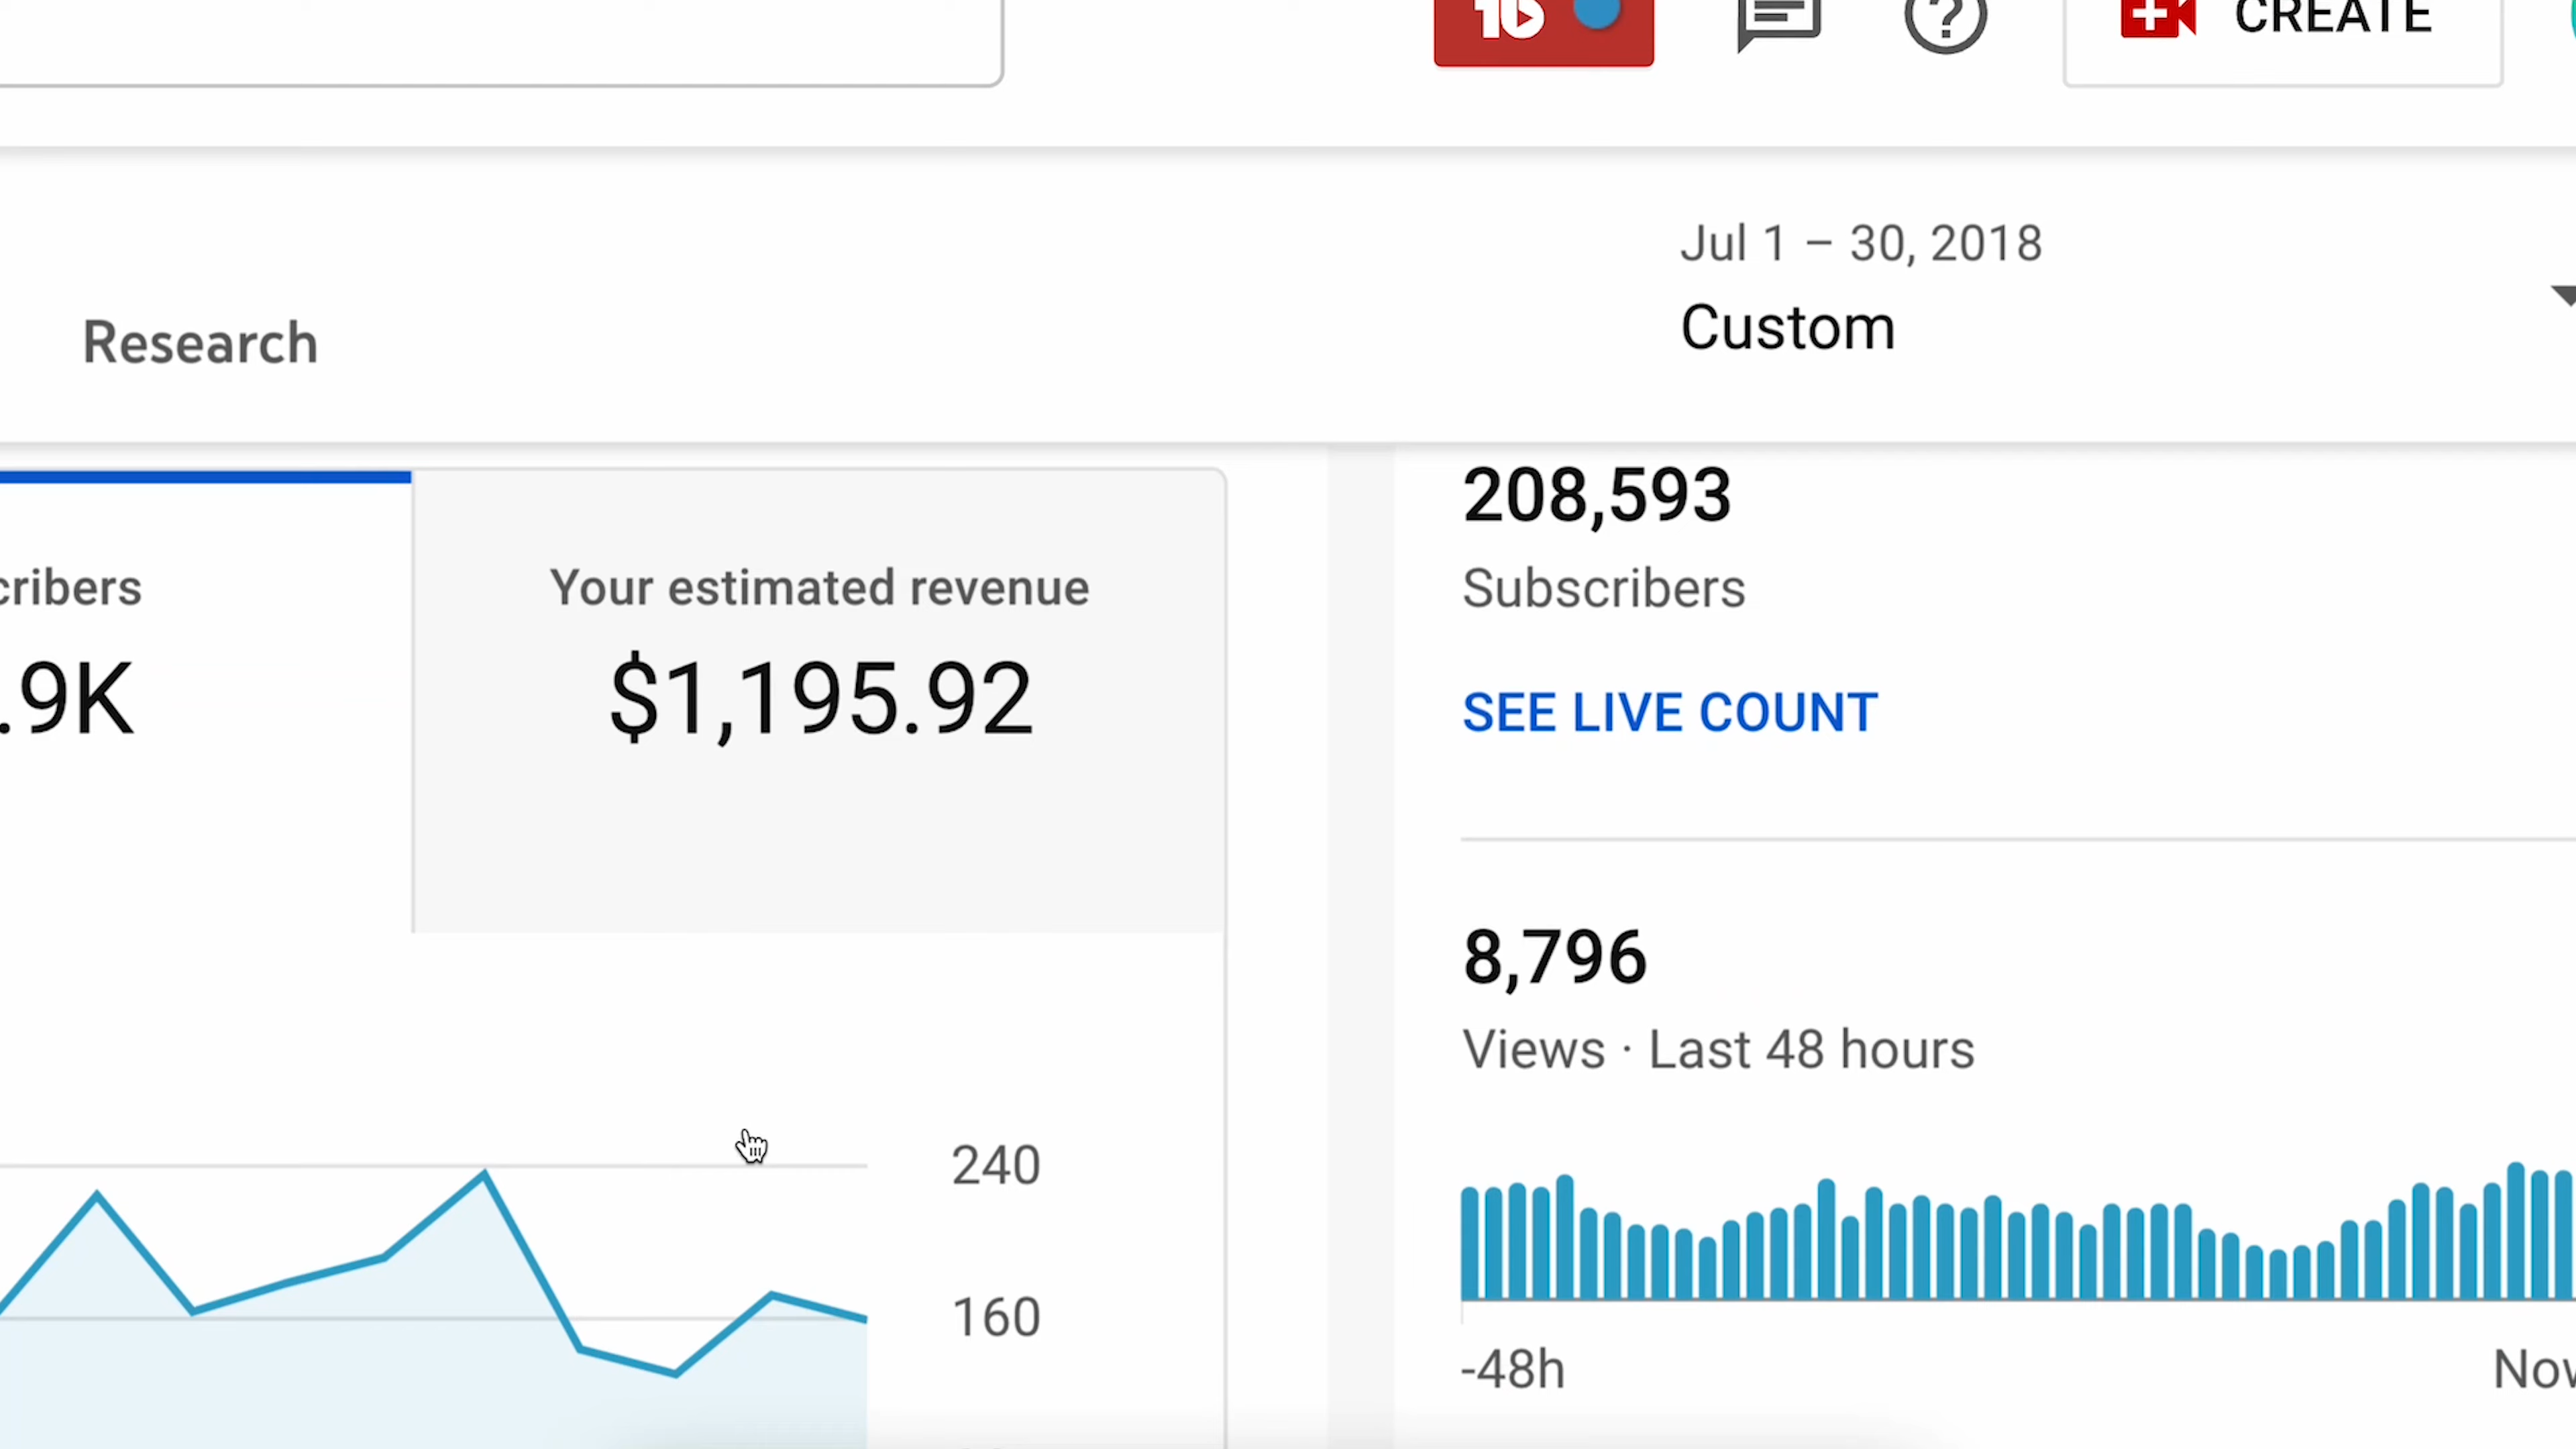 CREATE
Jul 1 – 30, 2018
Research
Custom
cribers
.9K
Your estimated revenue
$1,195.92
208,593
Subscribers
SEE LIVE COUNT
8,796
Views · Last 48 hours
240
160
-48h
Now